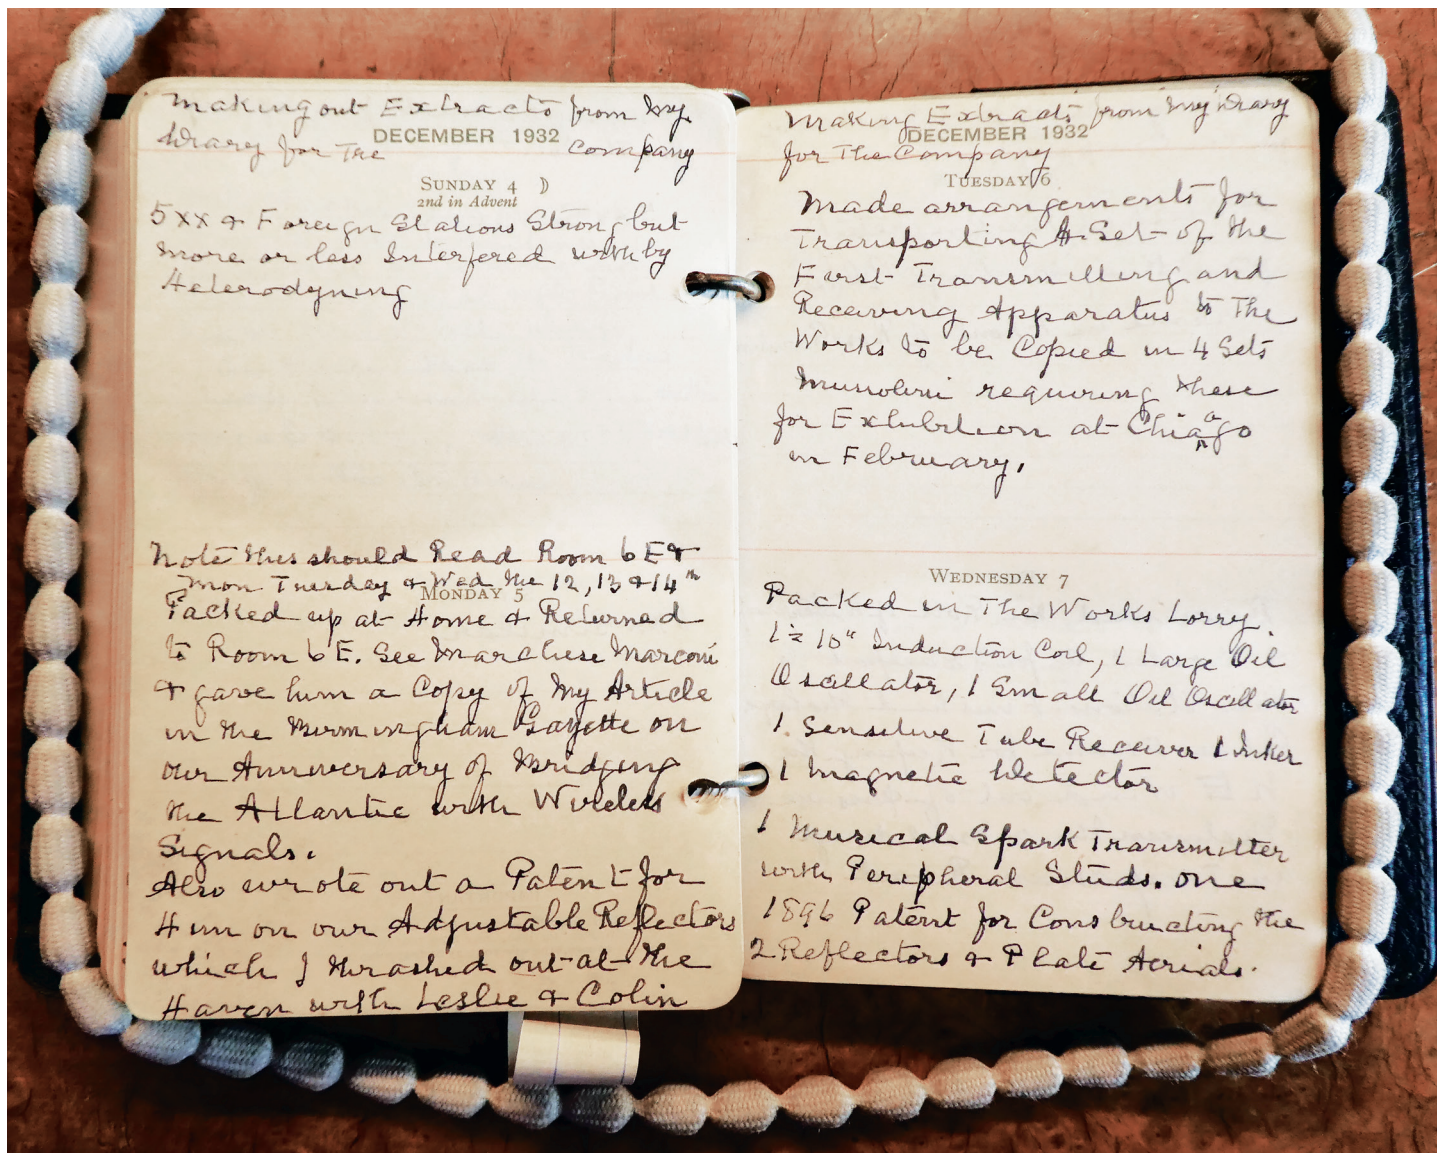 Making out Extracts from My
DECEMBER 1932
Diary for The Company
SUNDAY 4
2nd in Advent
5XX & Foreign Stations Strong but
more or less Interfered with by
Heterodyning
Note this should Read Room 6 E &
Mon Tuesday & Wed the 12, 13 & 14th
MONDAY 5
Packed up at Home & Returned
to Room 6 E. See Marchese Marconi
& gave him a Copy of My Article
in the Birmingham Gazette on
our Anniversary of Bridging
the Atlantic with Wireless
Signals.
Also wrote out a Patent for
Him on our Adjustable Reflectors
which I thrashed out at the
Haven with Leslie & Colin
Making Extracts from My Diary
DECEMBER 1932
for The Company
TUESDAY 6
Made arrangements for
Transporting A Set of the
First Transmitting and
Receiving Apparatus to The
Works to be Copied in 4 Sets
Mussolini requiring these
for Exhibition at Chicago
in February.
WEDNESDAY 7
Packed in The Works Lorry.
1 = 10" Induction Coil, 1 Large Oil
Oscillator, 1 Small Oil Oscillator
1 Sensitive Tube Receiver 1 Inker
1 Magnetic Detector
1 Musical Spark Transmitter
with Peripheral Studs. One
1896 Patent for Constructing the
2 Reflectors & Plate Aerials.